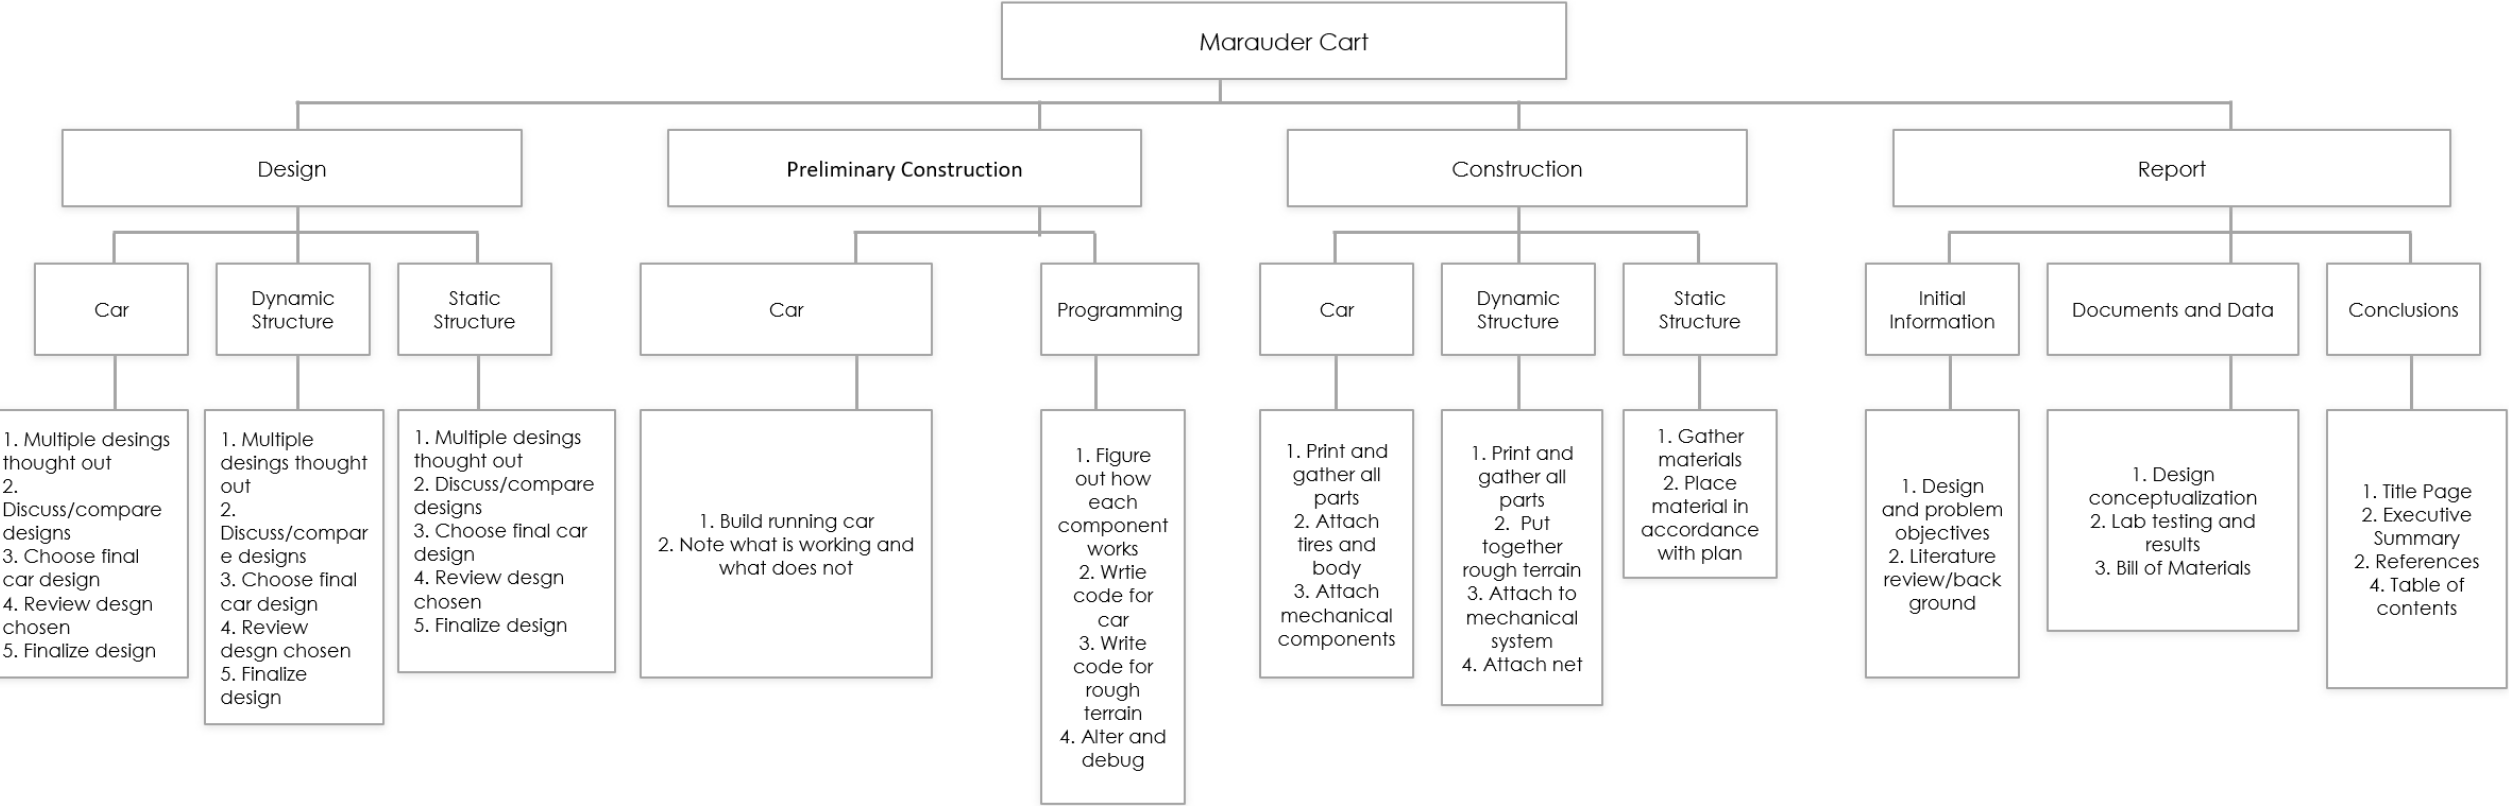 Marauder Cart
Design
Preliminary Construction
Construction
Report
Car
Dynamic
Structure
Static
Structure
Car
Programming
Car
Dynamic
Structure
Static
Structure
Initial
Information
Documents and Data
Conclusions
1. Multiple desings
thought out
2.
Discuss/compare
designs
3. Choose final
car design
4. Review desgn
chosen
5. Finalize design
1. Multiple
desings thought
out
2.
Discuss/compar
e designs
3. Choose final
car design
4. Review
desgn chosen
5. Finalize
design
1. Multiple desings
thought out
2. Discuss/compare
designs
3. Choose final car
design
4. Review desgn
chosen
5. Finalize design
1. Build running car
2. Note what is working and
what does not
1. Figure
out how
each
component
works
2. Wrtie
code for
car
3. Write
code for
rough
terrain
4. Alter and
debug
1. Print and
gather all
parts
2. Attach
tires and
body
3. Attach
mechanical
components
1. Print and
gather all
parts
2. Put
together
rough terrain
3. Attach to
mechanical
system
4. Attach net
1. Gather
materials
2. Place
material in
accordance
with plan
1. Design
and problem
objectives
2. Literature
review/back
ground
1. Design
conceptualization
2. Lab testing and
results
3. Bill of Materials
1. Title Page
2. Executive
Summary
2. References
4. Table of
contents